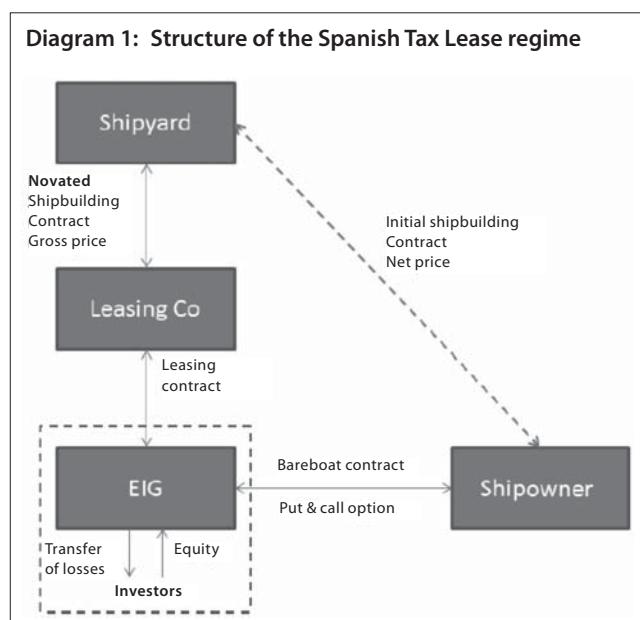 Diagram 1: Structure of the Spanish Tax Lease regime
Shipyard
Novated
Shipbuilding
Contract
Gross price
Initial shipbuilding
Contract
Net price
Leasing Co
Leasing
contract
EIG
Bareboat contract
Put & call option
Shipowner
Transfer
of losses
Equity
Investors